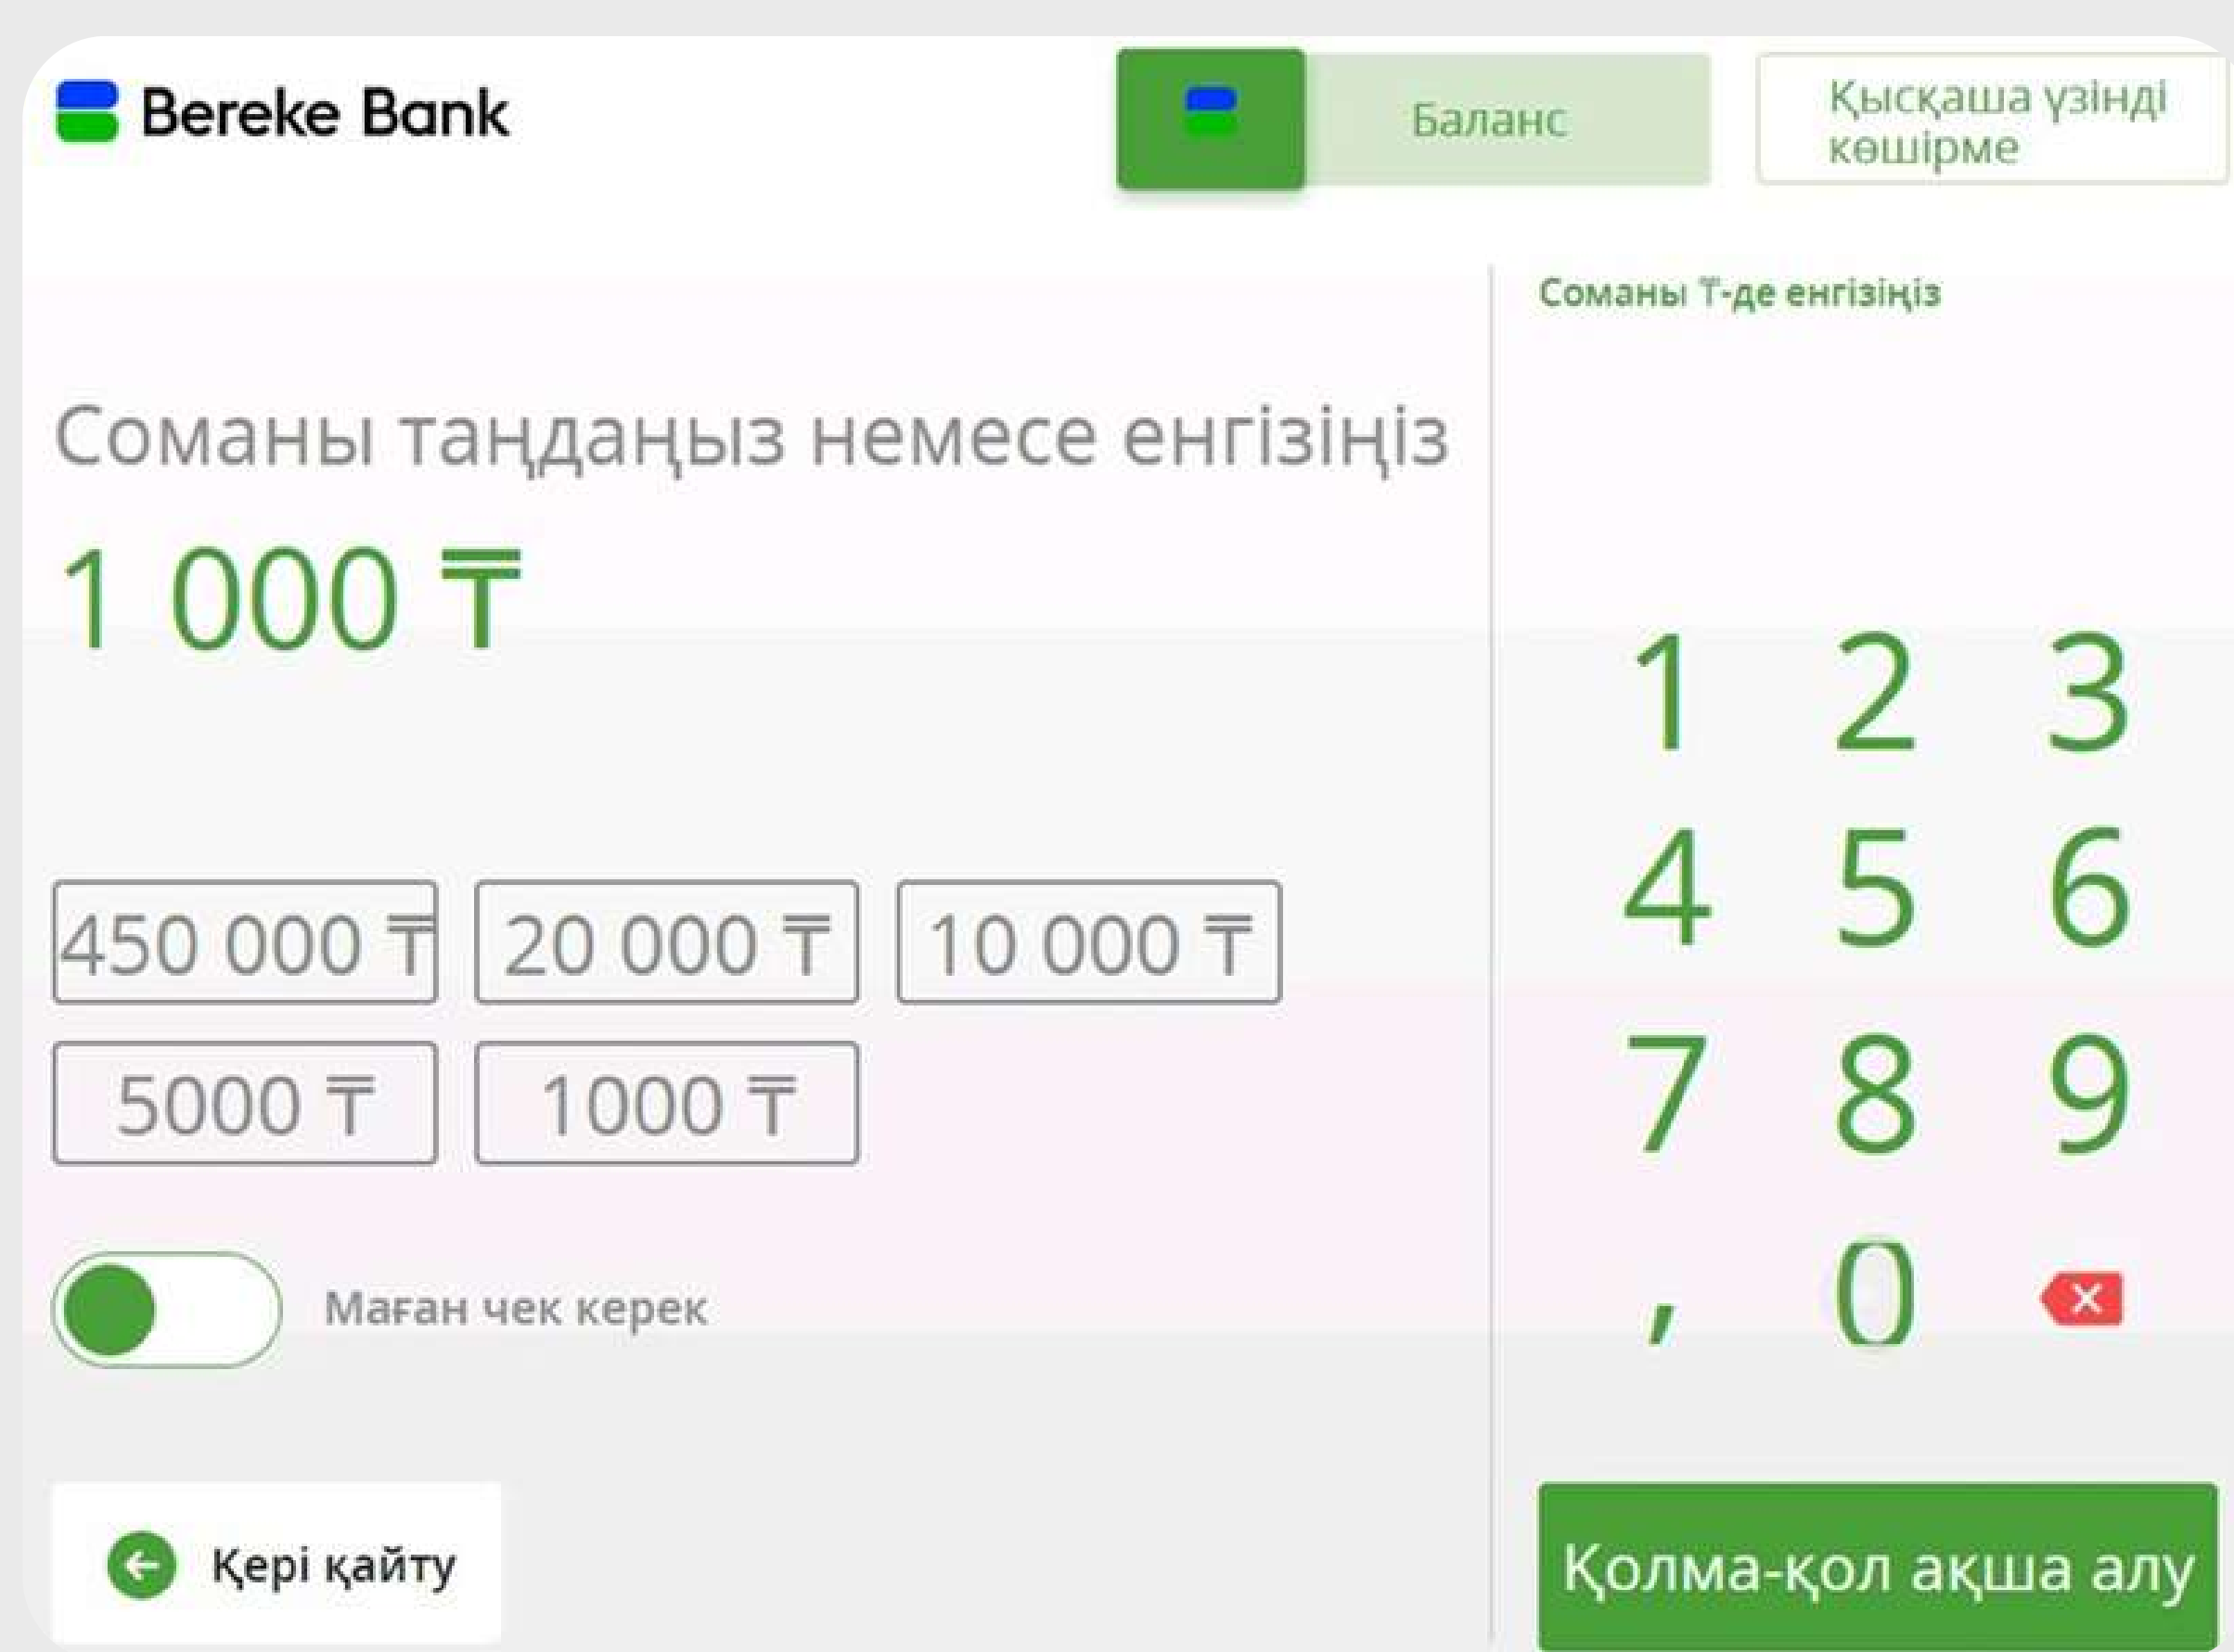 Bereke Bank
Баланс
Қысқаша үзінді
көшірме
Соманы таңдаңыз немесе енгізіңіз
1 000 ₸
450 000 ₸
20 000 ₸
10 000 ₸
5000 ₸
1000 ₸
Маған чек керек
Қері қайту
Соманы ₸-де енгізіңіз
1 2 3
4 5 6
7 8 9
, 0
Қолма-қол ақша алу